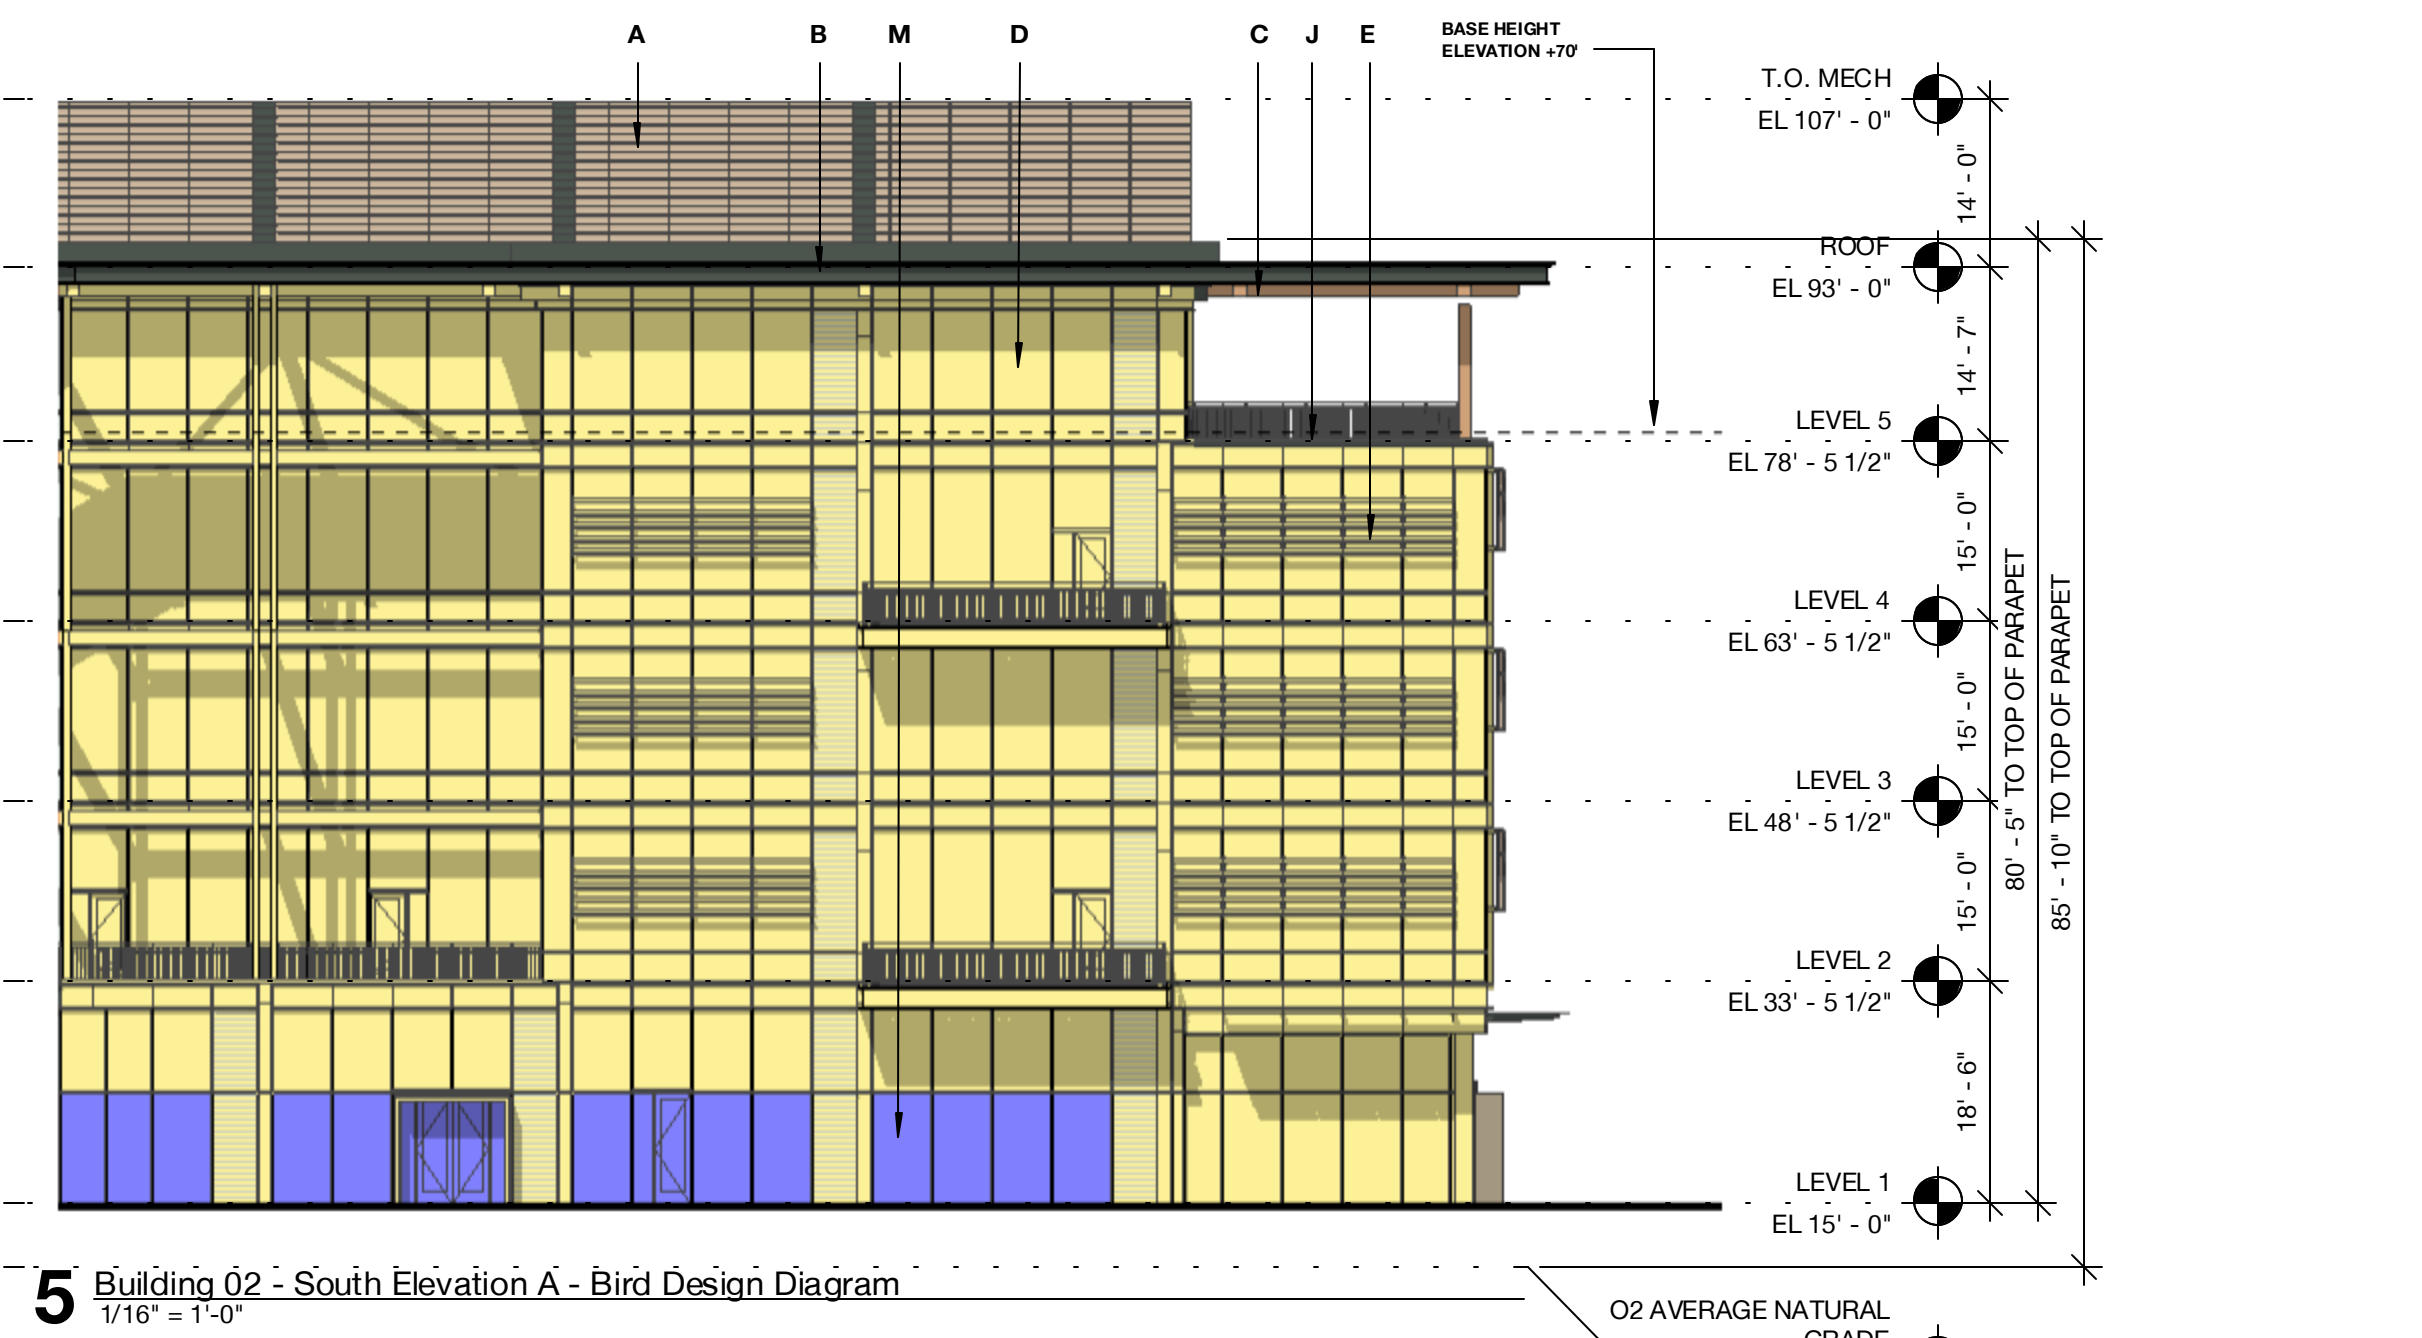 A B M D C J E
BASE HEIGHT
ELEVATION +70'
T.O. MECH
EL 107' - 0"
14' - 0"
ROOF
EL 93' - 0"
14' - 7"
LEVEL 5
EL 78' - 5 1/2"
15' - 0"
LEVEL 4
EL 63' - 5 1/2"
15' - 0"
LEVEL 3
EL 48' - 5 1/2"
15' - 0"
LEVEL 2
EL 33' - 5 1/2"
18' - 6"
LEVEL 1
EL 15' - 0"
80' - 5" TO TOP OF PARAPET
85' - 10" TO TOP OF PARAPET
5 Building 02 - South Elevation A - Bird Design Diagram
1/16" = 1'-0"
O2 AVERAGE NATURAL
GRADE